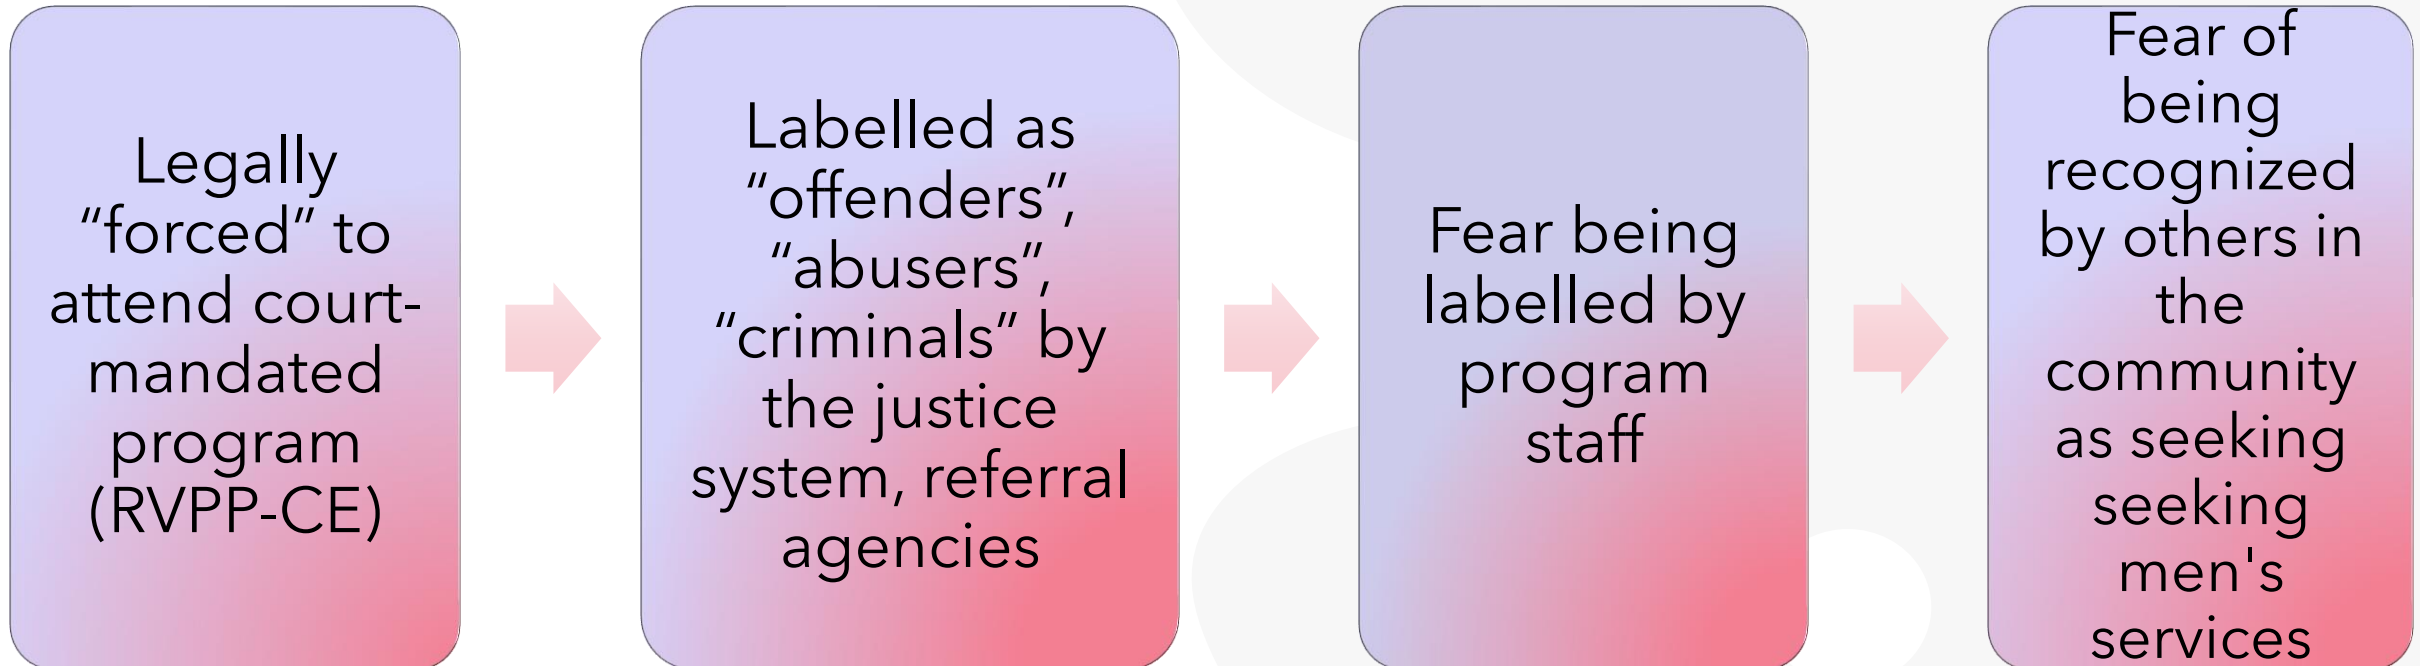 Legally
“forced” to
attend court-
mandated
program
(RVPP-CE)
Labelled as
“offenders”,
“abusers”,
“criminals” by
the justice
system, referral
agencies
Fear being
labelled by
program
staff
Fear of
being
recognized
by others in
the
community
as seeking
seeking
men's
services